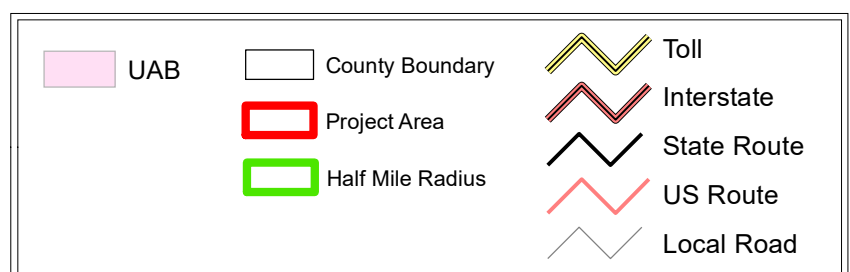 UAB
County Boundary
Project Area
Half Mile Radius
Toll
Interstate
State Route
US Route
Local Road